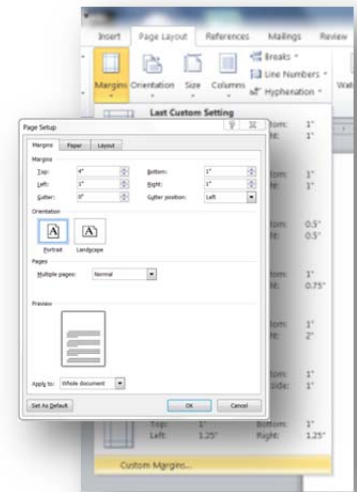 Insert Page Layout References Mailings Review
Margins Orientation Size Columns
Breaks
Line Numbers
Hyphenation
Last Custom Setting
1"
1"
1"
1"
0.5"
0.5"
1"
0.75"
1"
2"
1"
1"
Top: 1" Bottom: 1"
Left: 1.25" Right: 1.25"
Custom Margins...
Page Setup
Margins Paper Layout
Margins
Top: 4" Bottom: 1"
Left: 1" Right: 1"
Gutter: 0" Gutter position: Left
Orientation
Portrait Landscape
Pages
Multiple pages: Normal
Preview
Apply to: Whole document
Set As Default OK Cancel